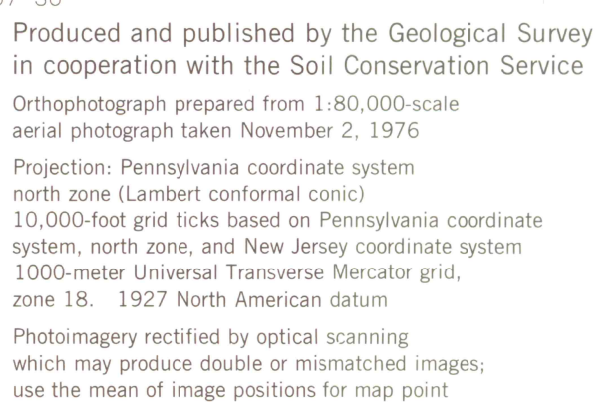 Produced and published by the Geological Survey
in cooperation with the Soil Conservation Service
Orthophotograph prepared from 1:80,000-scale
aerial photograph taken November 2, 1976
Projection: Pennsylvania coordinate system
north zone (Lambert conformal conic)
10,000-foot grid ticks based on Pennsylvania coordinate
system, north zone, and New Jersey coordinate system
1000-meter Universal Transverse Mercator grid,
zone 18. 1927 North American datum
Photoimagery rectified by optical scanning
which may produce double or mismatched images;
use the mean of image positions for map point